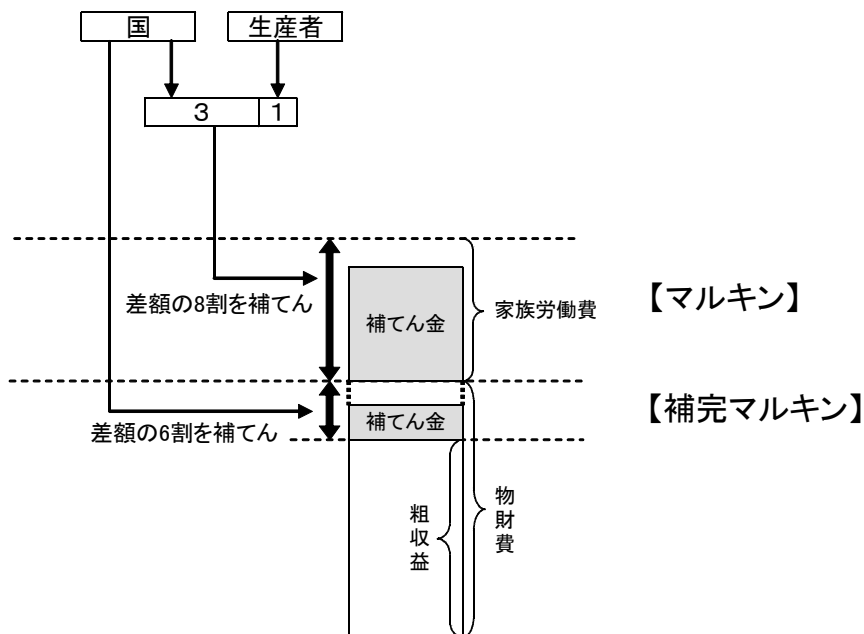 国
生産者
3
1
差額の8割を補てん
補てん金
家族労働費
【マルキン】
差額の6割を補てん
補てん金
【補完マルキン】
粗収益
物財費